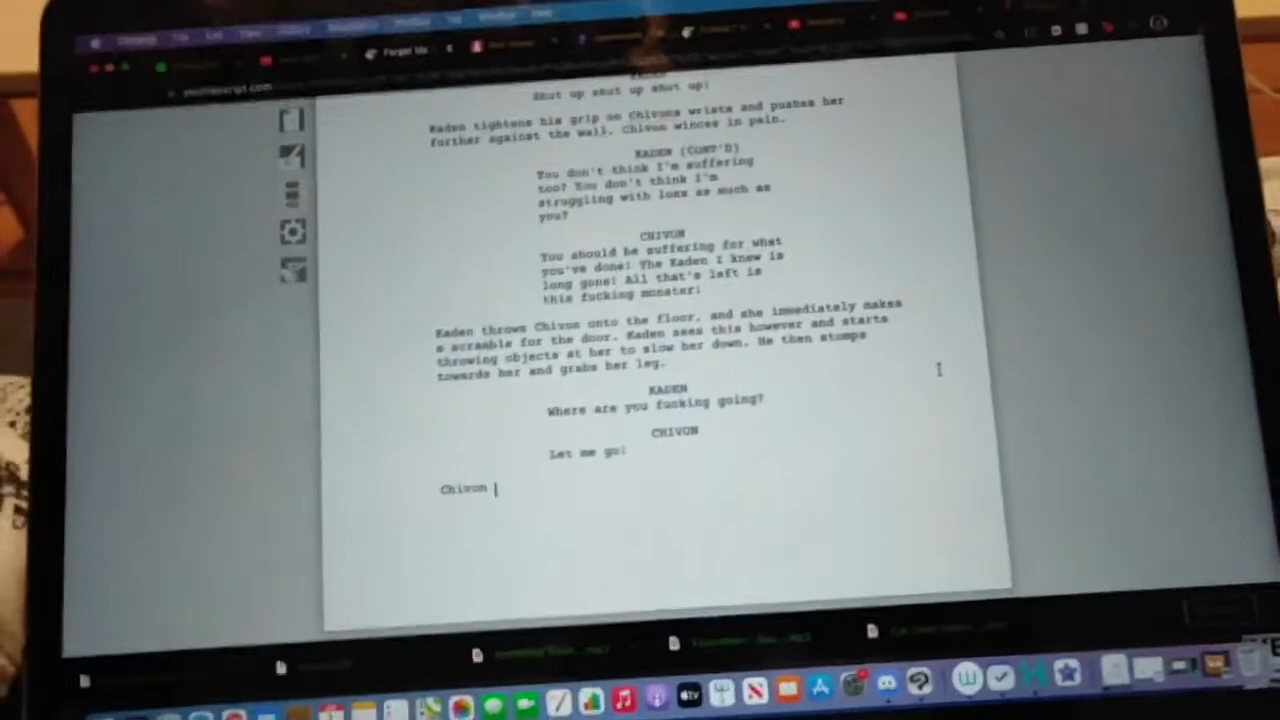 Forgot Me
Shut up shut up shut up!
Kaden tightens his grip on Chivons wrists and pushes her
further against the wall. Chivon winces in pain.
KADEN (CONT'D)
You don't think I'm suffering
too? You don't think I'm
struggling with loss as much as
you?
CHIVON
You should be suffering for what
you've done! The Kaden I knew is
long gone! All that's left is
this fucking monster!
Kaden throws Chivon onto the floor, and she immediately makes
a scramble for the door. Kaden sees this however and starts
throwing objects at her to slow her down. He then stomps
towards her and grabs her leg.
KADEN
Where are you fucking going?
CHIVON
Let me go!
Chivon
tv